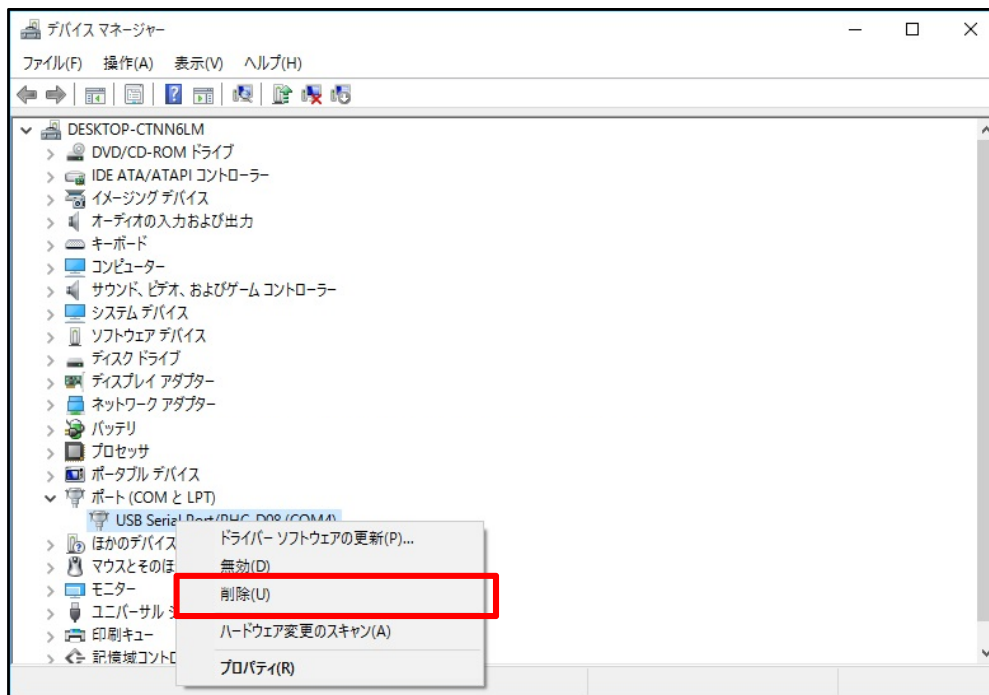 デバイス マネージャー
ファイル(F) 操作(A) 表示(V) ヘルプ(H)
DESKTOP-CTNN6LM
DVD/CD-ROM ドライブ
IDE ATA/ATAPI コントローラー
イメージング デバイス
オーディオの入力および出力
キーボード
コンピューター
サウンド、ビデオ、およびゲーム コントローラー
システム デバイス
ソフトウェア デバイス
ディスク ドライブ
ディスプレイ アダプター
ネットワーク アダプター
バッテリ
プロセッサ
ポータブル デバイス
ポート (COM と LPT)
USB Serial Port(PHC-D08 (COM4)
ほかのデバイス
マウスとそのほ
モニター
ユニバーサル シ
印刷キュー
記憶域コントロ
ドライバー ソフトウェアの更新(P)...
無効(D)
削除(U)
ハードウェア変更のスキャン(A)
プロパティ(R)